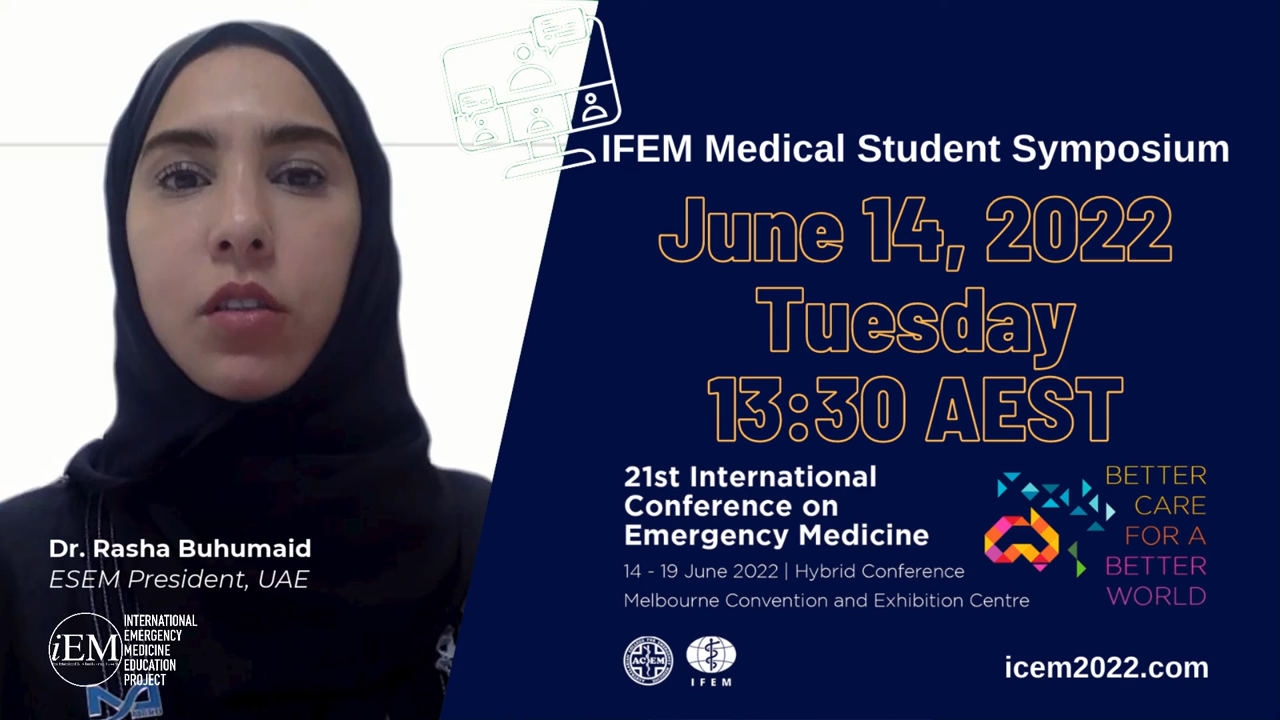 IFEM Medical Student Symposium
June 14, 2022
Tuesday
13:30 AEST
21st International
Conference on
Emergency Medicine
14 - 19 June 2022 | Hybrid Conference
Melbourne Convention and Exhibition Centre
BETTER
CARE
FOR A
BETTER
WORLD
ACEM
IFEM
icem2022.com
Dr. Rasha Buhumaid
ESEM President, UAE
iEM
INTERNATIONAL
EMERGENCY
MEDICINE
EDUCATION
PROJECT